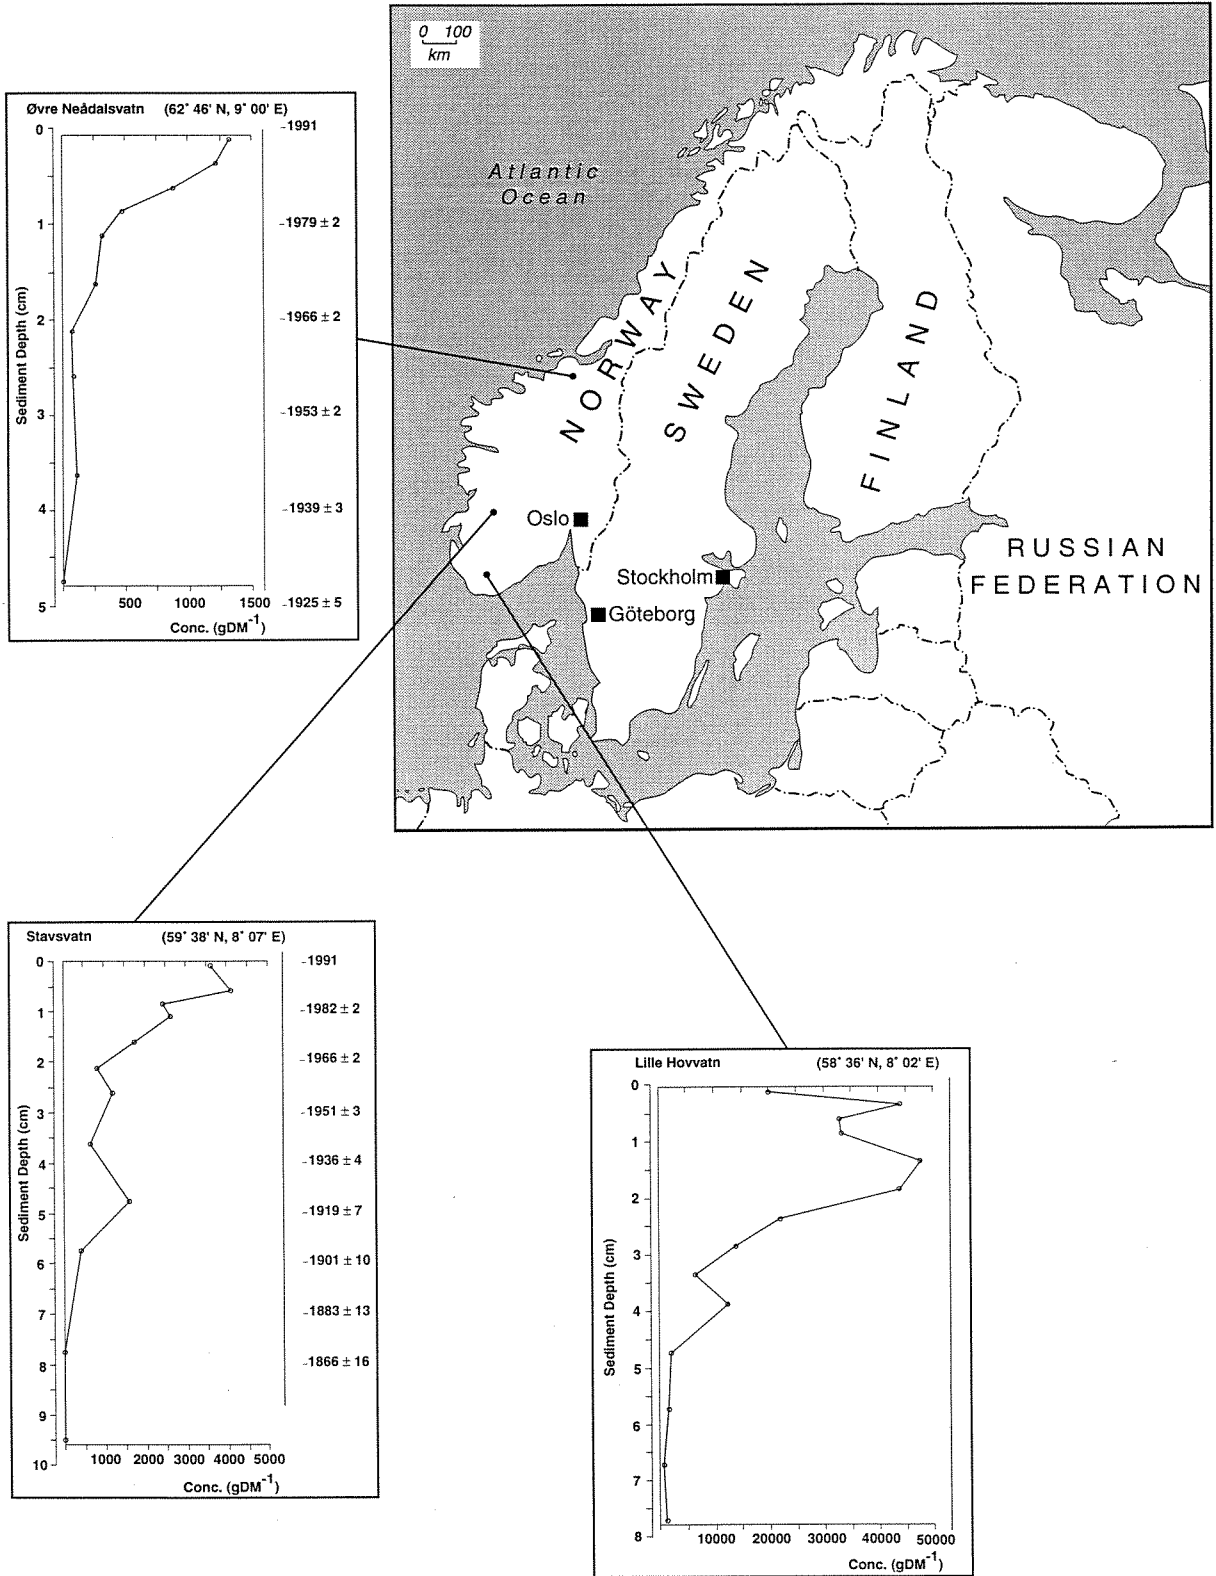 0 100
km
Atlantic
Ocean
NORWAY
SWEDEN
FINLAND
RUSSIAN
FEDERATION
Oslo
Stockholm
Göteborg
Øvre Neådalsvatn (62° 46' N, 9° 00' E)
Sediment Depth (cm)
0
1
2
3
4
5
-1991
-1979 ± 2
-1966 ± 2
-1953 ± 2
-1939 ± 3
-1925 ± 5
500 1000 1500
Conc. (gDM⁻¹)
Stavsvatn (59° 38' N, 8° 07' E)
Sediment Depth (cm)
0
1
2
3
4
5
6
7
8
9
10
-1991
-1982 ± 2
-1966 ± 2
-1951 ± 3
-1936 ± 4
-1919 ± 7
-1901 ± 10
-1883 ± 13
-1866 ± 16
1000 2000 3000 4000 5000
Conc. (gDM⁻¹)
Lille Hovvatn (58° 36' N, 8° 02' E)
Sediment Depth (cm)
0
1
2
3
4
5
6
7
8
10000 20000 30000 40000 50000
Conc. (gDM⁻¹)